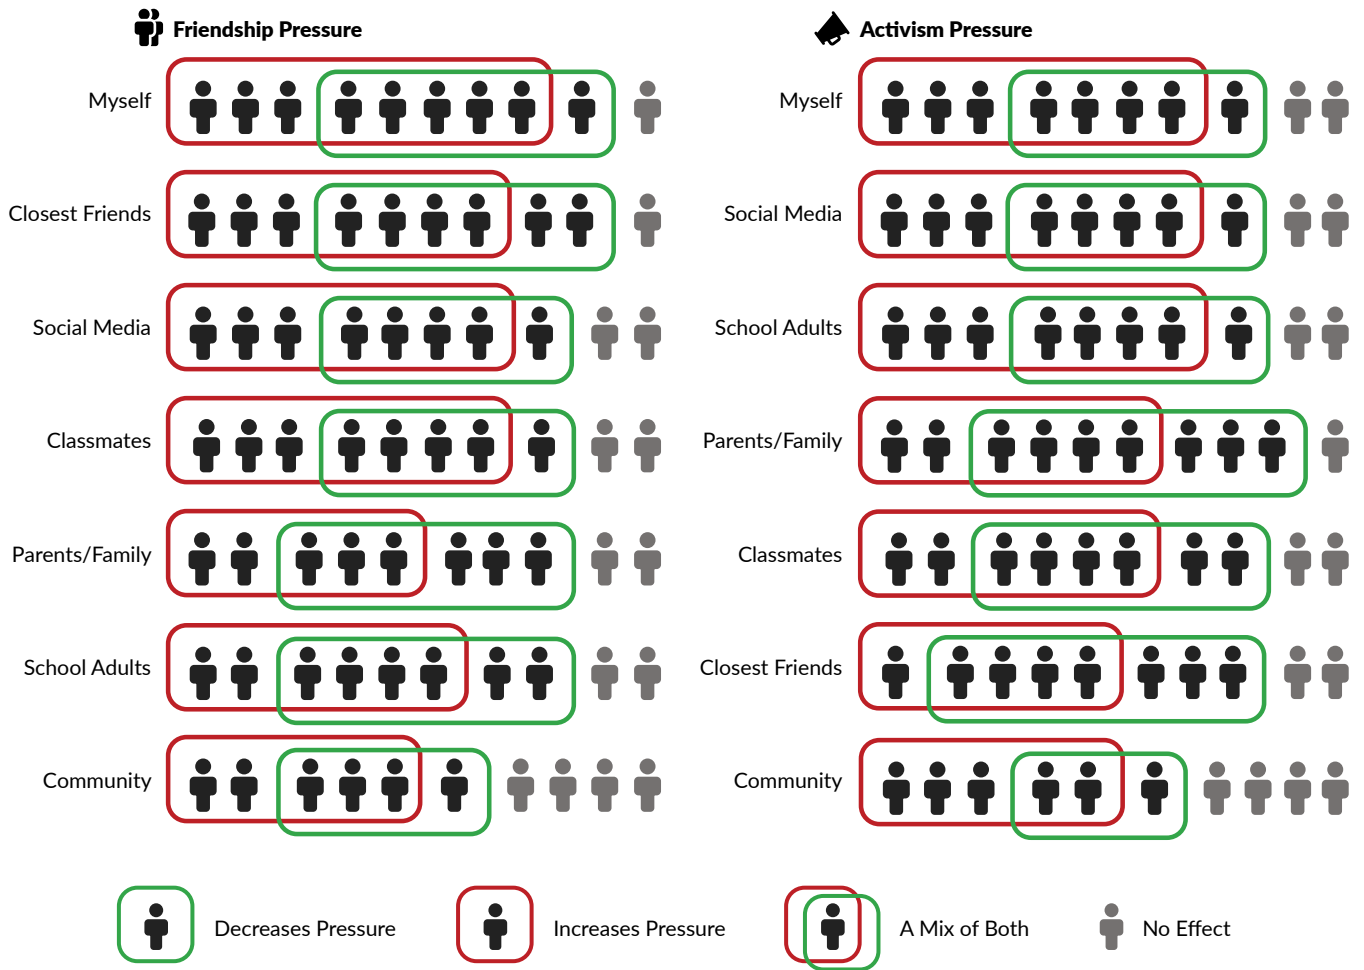 Friendship Pressure
Myself
Closest Friends
Social Media
Classmates
Parents/Family
School Adults
Community
Activism Pressure
Myself
Social Media
School Adults
Parents/Family
Classmates
Closest Friends
Community
Decreases Pressure
Increases Pressure
A Mix of Both
No Effect